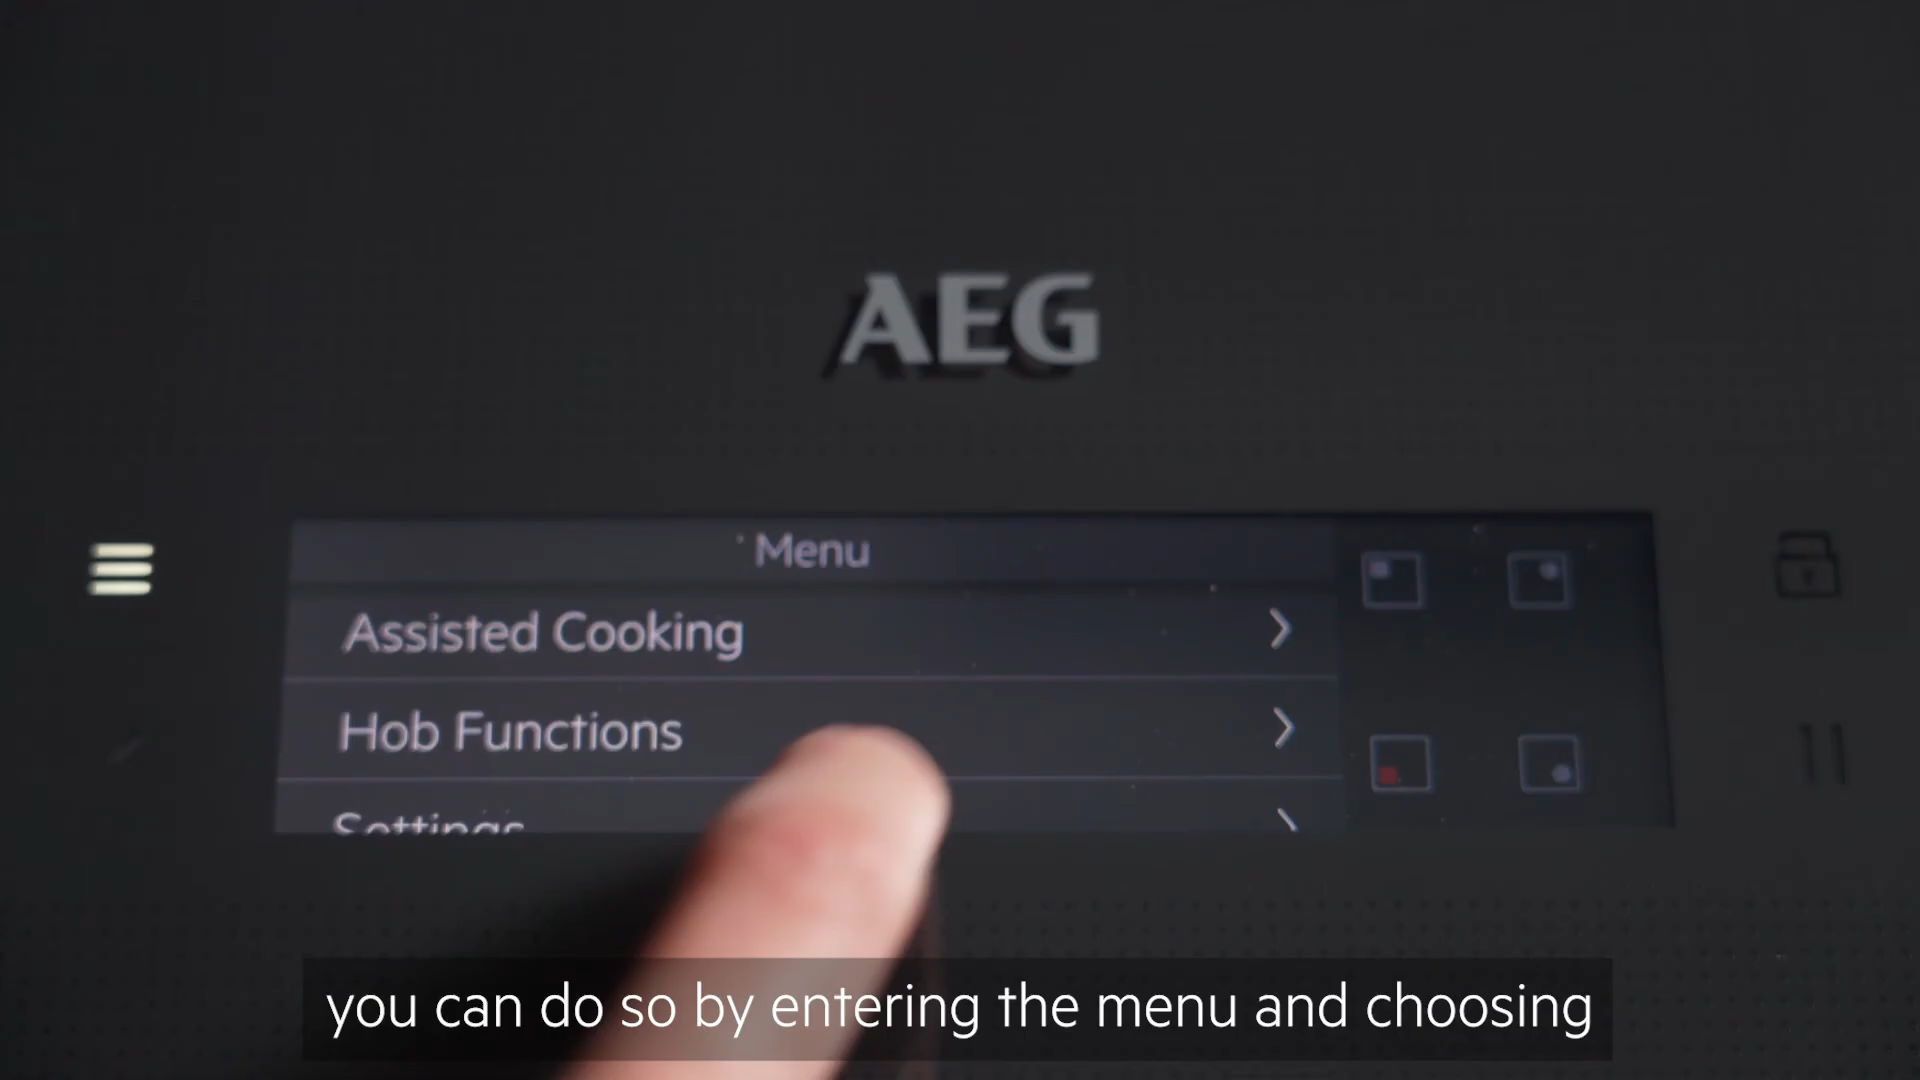 AEG
Menu
Assisted Cooking
Hob Functions
Settings
you can do so by entering the menu and choosing